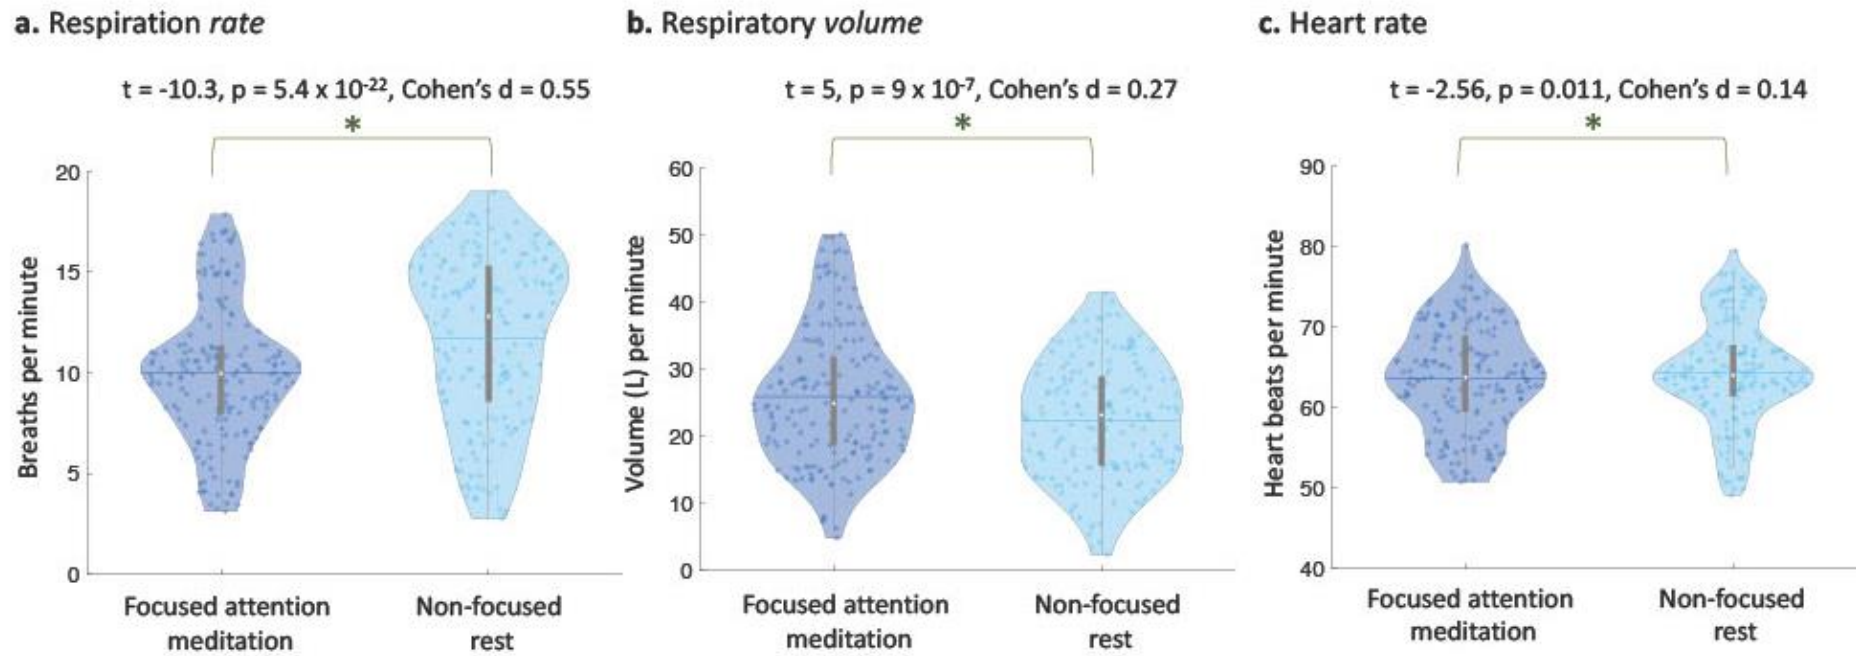 a. Respiration rate
t = -10.3, p = 5.4 x 10-22, Cohen's d = 0.55
*
20
15
10
5
0
Breaths per minute
Focused attention
meditation
Non-focused
rest
b. Respiratory volume
t = 5, p = 9 x 10-7, Cohen's d = 0.27
*
60
50
40
30
20
10
0
Volume (L) per minute
Focused attention
meditation
Non-focused
rest
c. Heart rate
t = -2.56, p = 0.011, Cohen's d = 0.14
*
90
80
70
60
50
40
Heart beats per minute
Focused attention
meditation
Non-focused
rest